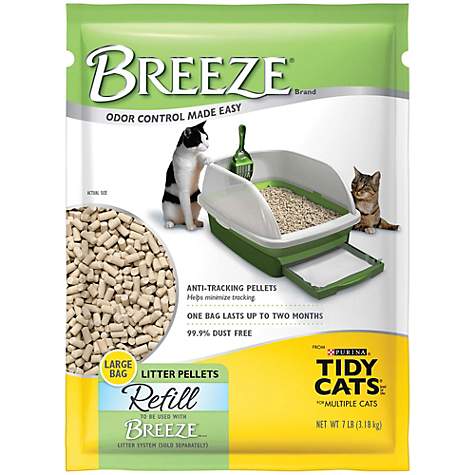 BREEZE®
Brand
ODOR CONTROL MADE EASY
ACTUAL SIZE
ANTI-TRACKING PELLETS
Helps minimize tracking.
ONE BAG LASTS UP TO TWO MONTHS
99.9% DUST FREE
LARGE
BAG
LITTER PELLETS
Refill
TO BE USED WITH
BREEZE
LITTER SYSTEM (SOLD SEPARATELY)
FROM
PURINA
TIDY
CATS®
FOR MULTIPLE CATS
NET WT 7 LB (3.18kg)